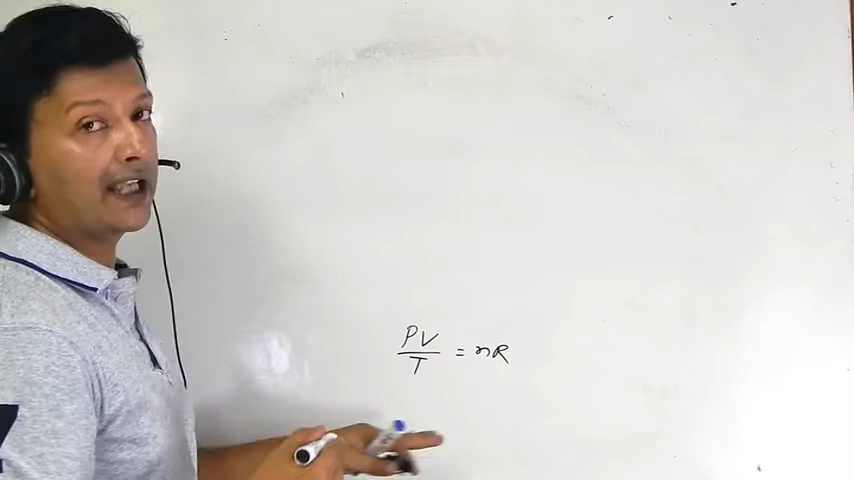 PV/T = nR